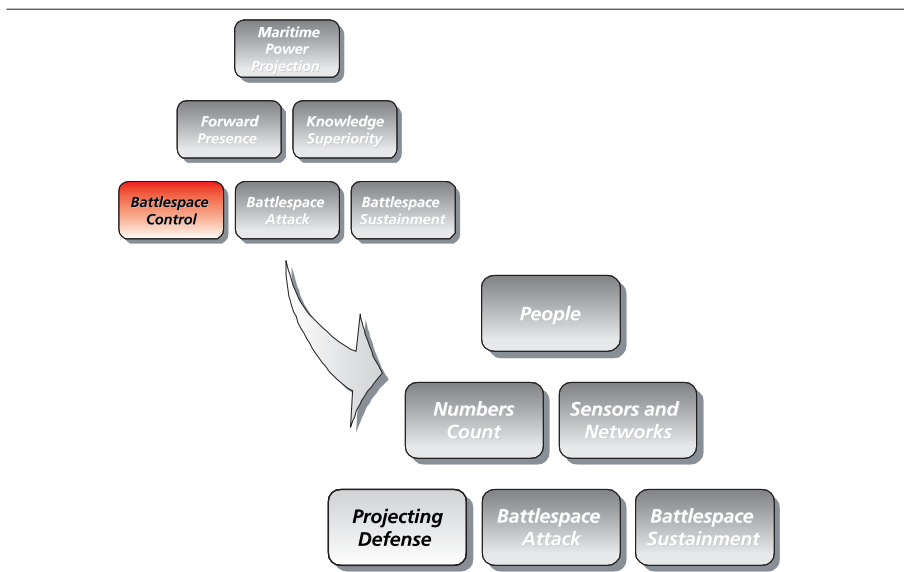 Maritime
Power
Projection
Forward
Presence
Knowledge
Superiority
Battlespace
Control
Battlespace
Attack
Battlespace
Sustainment
People
Numbers
Count
Sensors and
Networks
Projecting
Defense
Battlespace
Attack
Battlespace
Sustainment